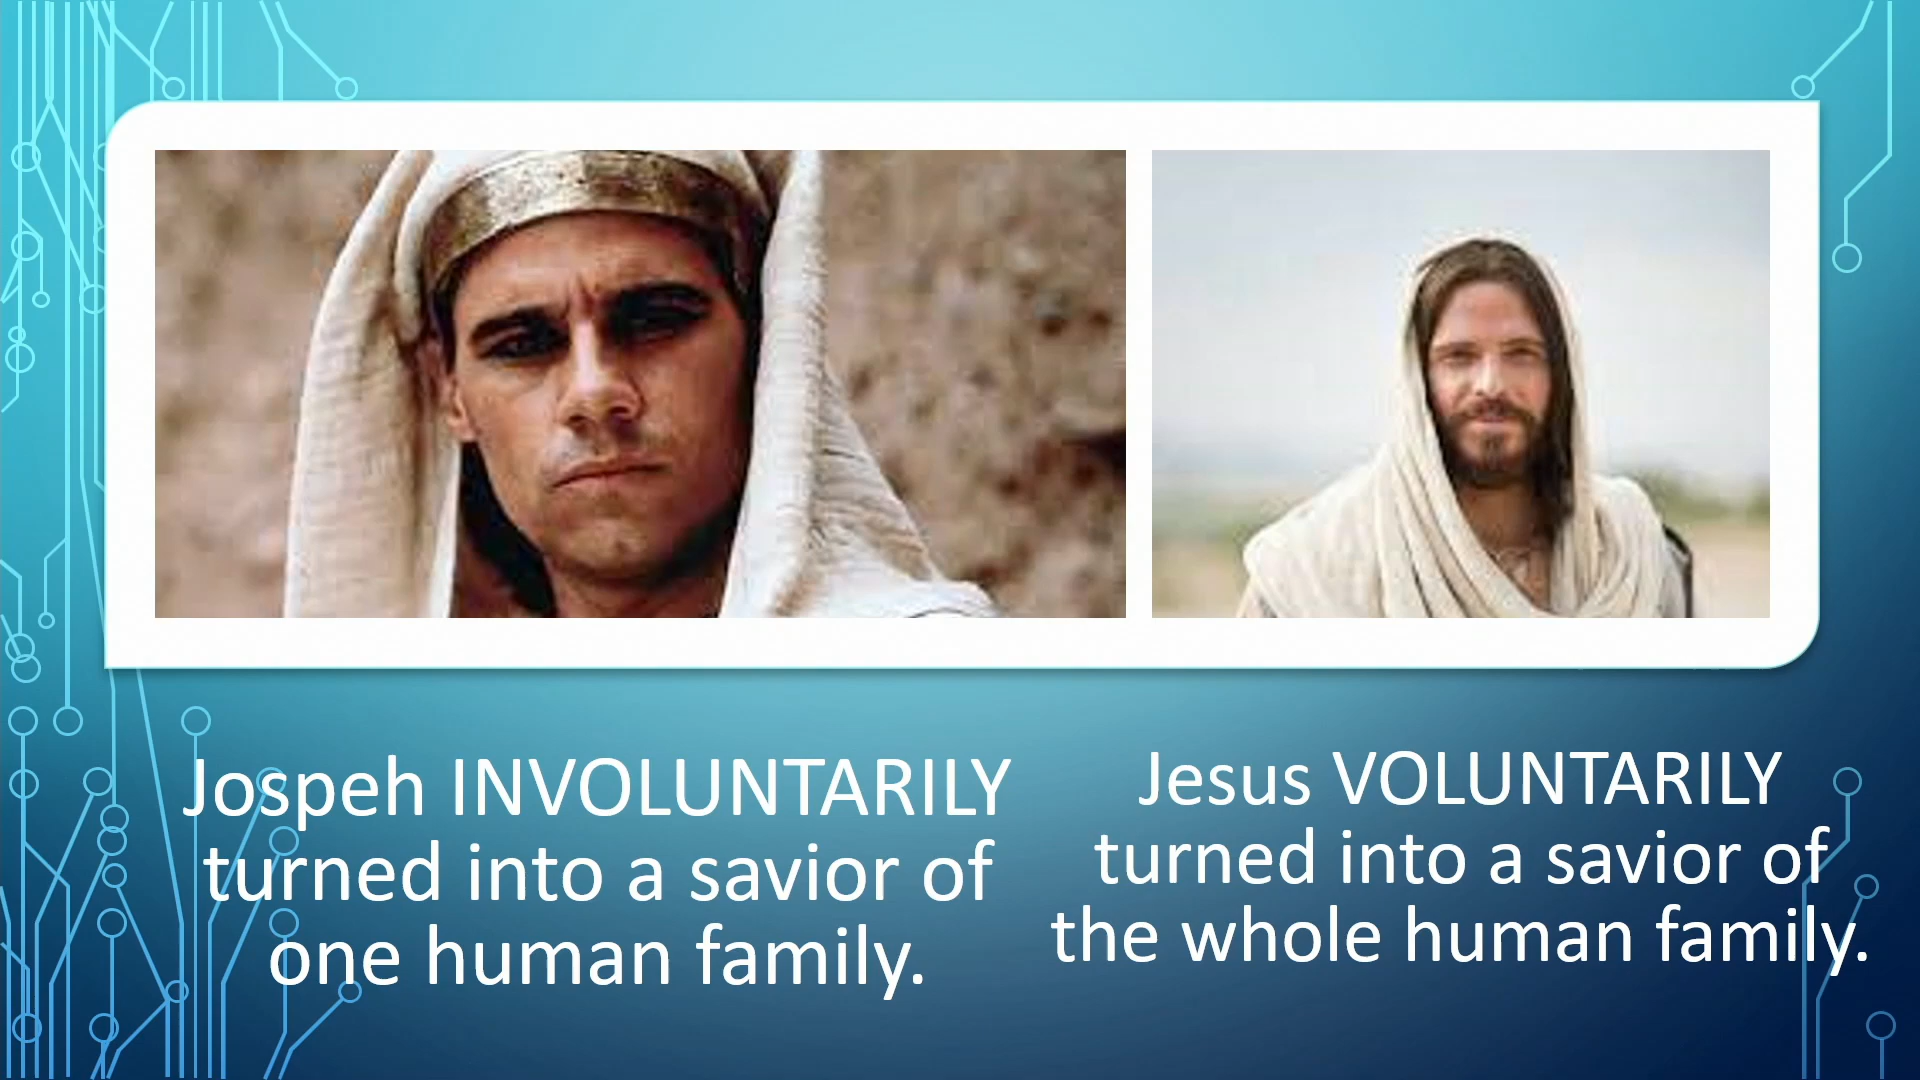 Jospeh INVOLUNTARILY
turned into a savior of
one human family.
Jesus VOLUNTARILY
turned into a savior of
the whole human family.